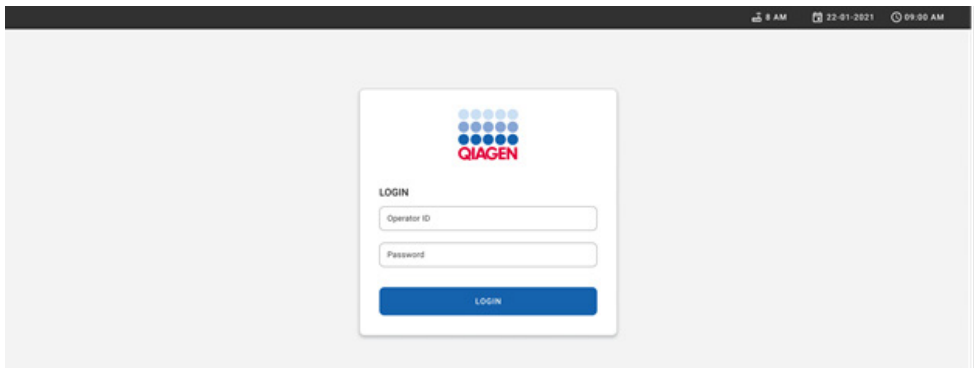 8 AM 22-01-2021 09:00 AM
QIAGEN
LOGIN
Operator ID
Password
LOGIN